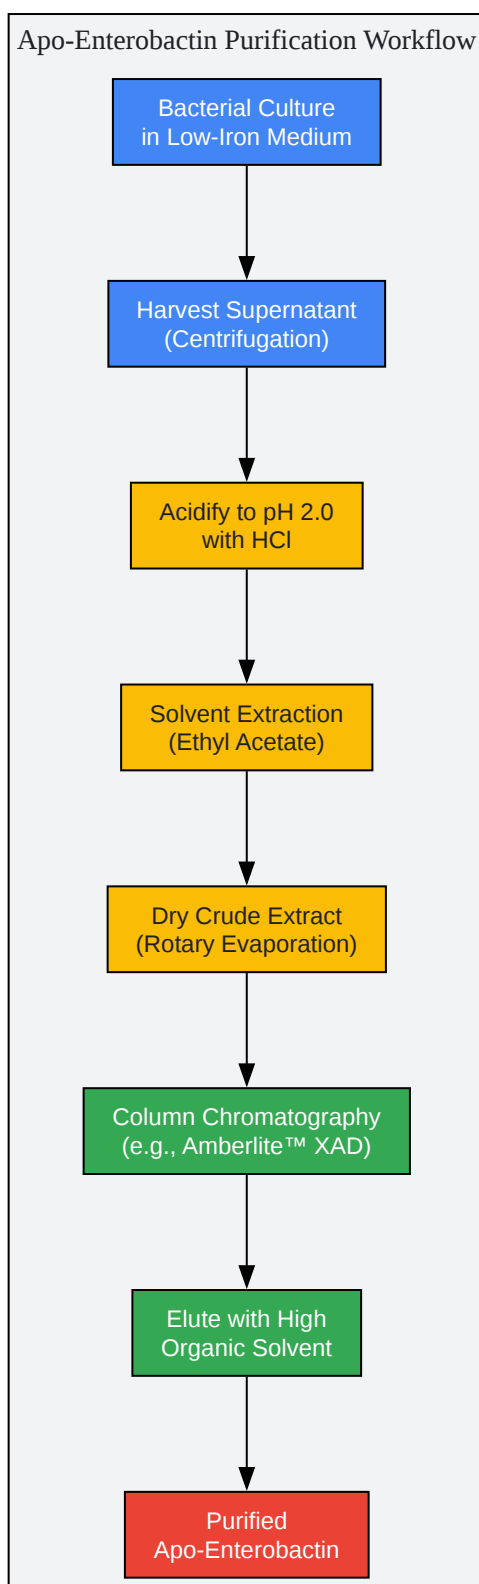 Apo-Enterobactin Purification Workflow
Bacterial Culture
in Low-Iron Medium
Harvest Supernatant
(Centrifugation)
Acidify to pH 2.0
with HCl
Solvent Extraction
(Ethyl Acetate)
Dry Crude Extract
(Rotary Evaporation)
Column Chromatography
(e.g., Amberlite™ XAD)
Elute with High
Organic Solvent
Purified
Apo-Enterobactin